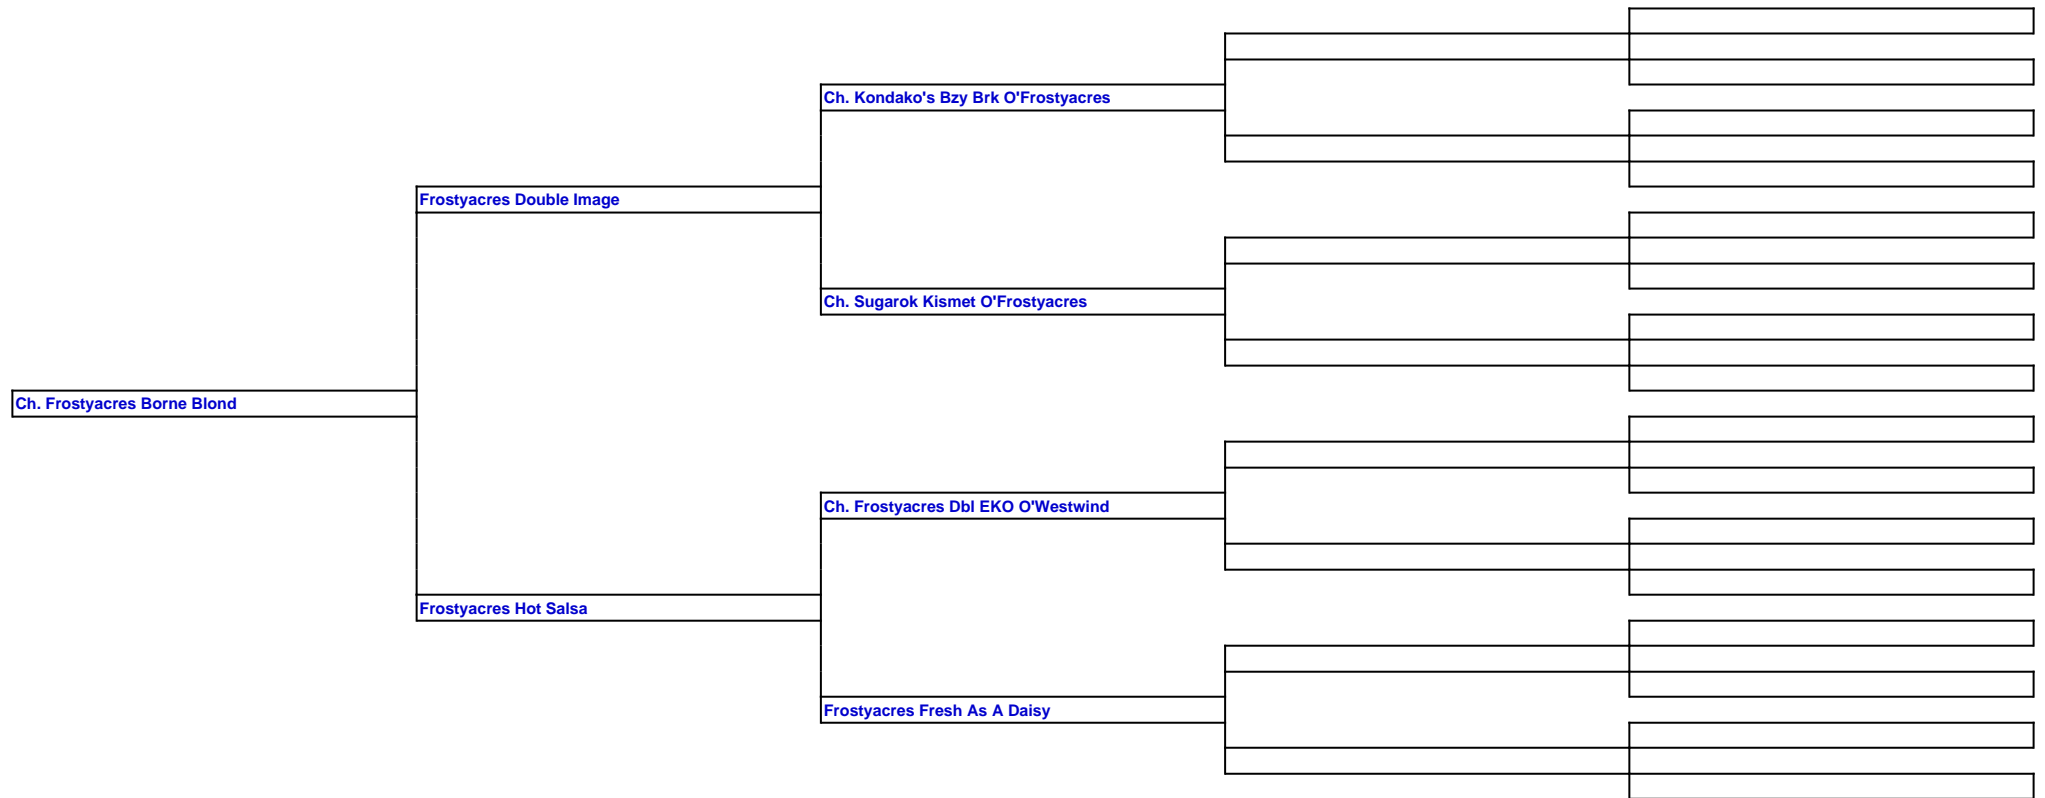 Ch. Kondako's Bzy Brk O'Frostyacres
Frostyacres Double Image
Ch. Sugarok Kismet O'Frostyacres
Ch. Frostyacres Borne Blond
Ch. Frostyacres Dbl EKO O'Westwind
Frostyacres Hot Salsa
Frostyacres Fresh As A Daisy